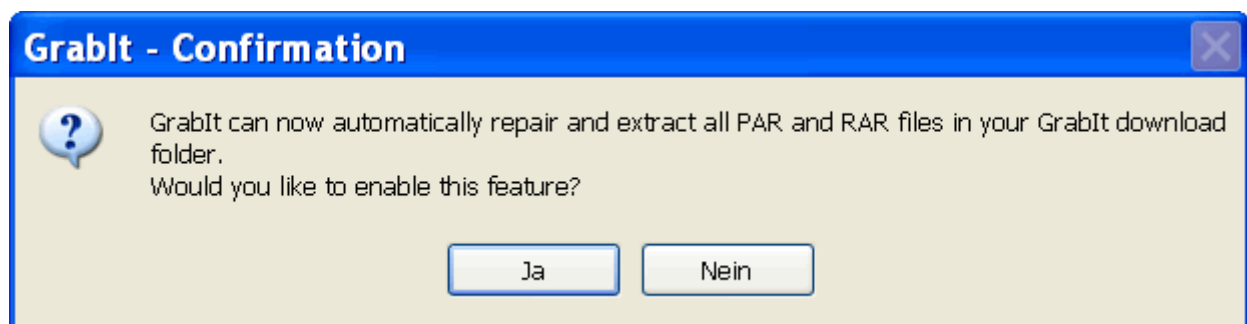 GrabIt - Confirmation
GrabIt can now automatically repair and extract all PAR and RAR files in your GrabIt download
folder.
Would you like to enable this feature?
Ja Nein